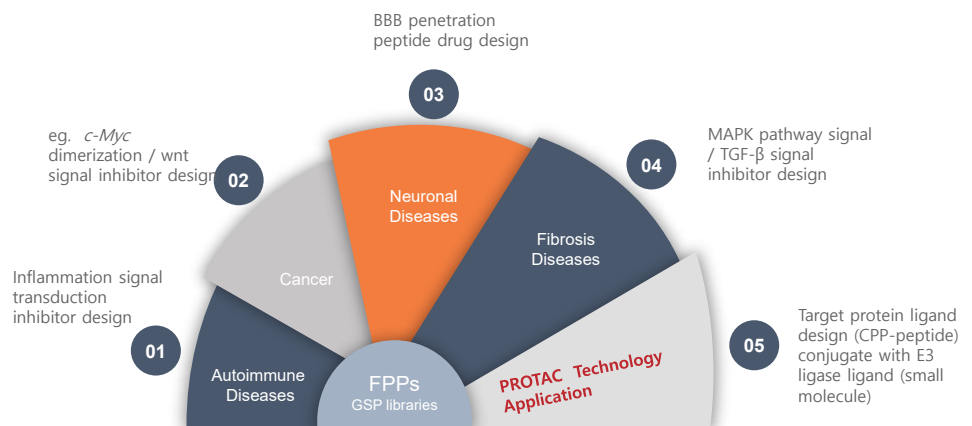 BBB penetration
peptide drug design
03
eg. c-Myc
dimerization / wnt
signal inhibitor design
02
MAPK pathway signal
/ TGF-β signal
inhibitor design
04
Neuronal
Diseases
Fibrosis
Diseases
Cancer
Inflammation signal
transduction
inhibitor design
01
Autoimmune
Diseases
FPPs
GSP libraries
PROTAC Technology
Application
05
Target protein ligand
design (CPP-peptide)
conjugate with E3
ligase ligand (small
molecule)